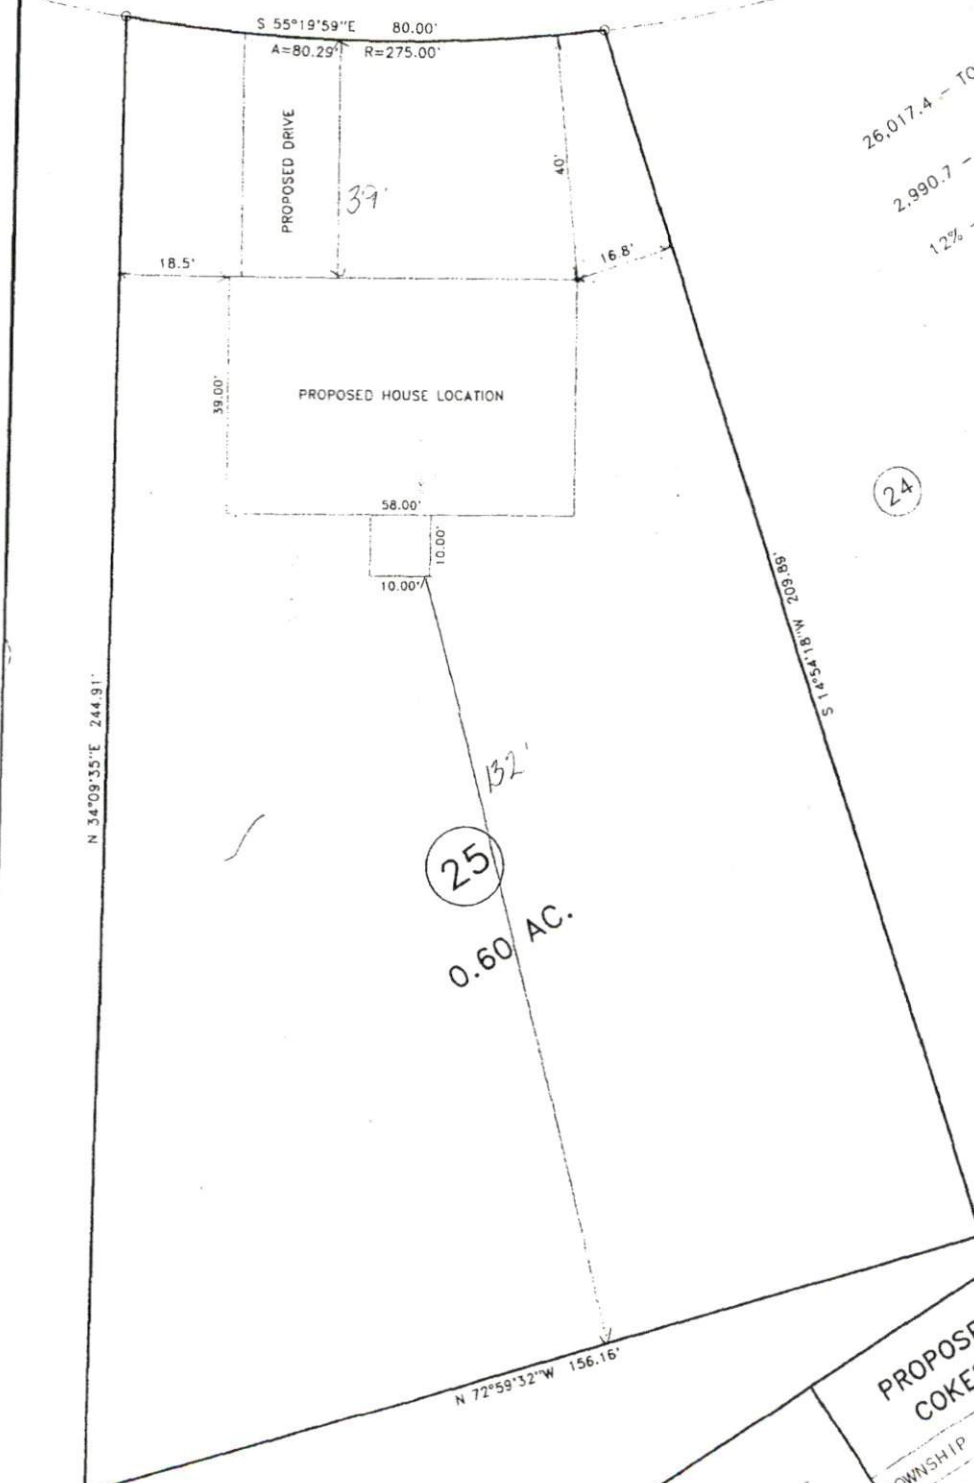 S 55°19'59"E 80.00'
A=80.29' R=275.00'
26,017.4 - TO
2,990.7 -
12% -
PROPOSED DRIVE
39'
40'
18.5'
16.8'
39.00'
PROPOSED HOUSE LOCATION
58.00'
10.00'
10.00'
24
S 14°54'18"W 209.89'
N 34°09'35"E 244.91'
132'
25
0.60 AC.
N 72°59'32"W 156.16'
PROPOSE
COKES
OWNSHIP